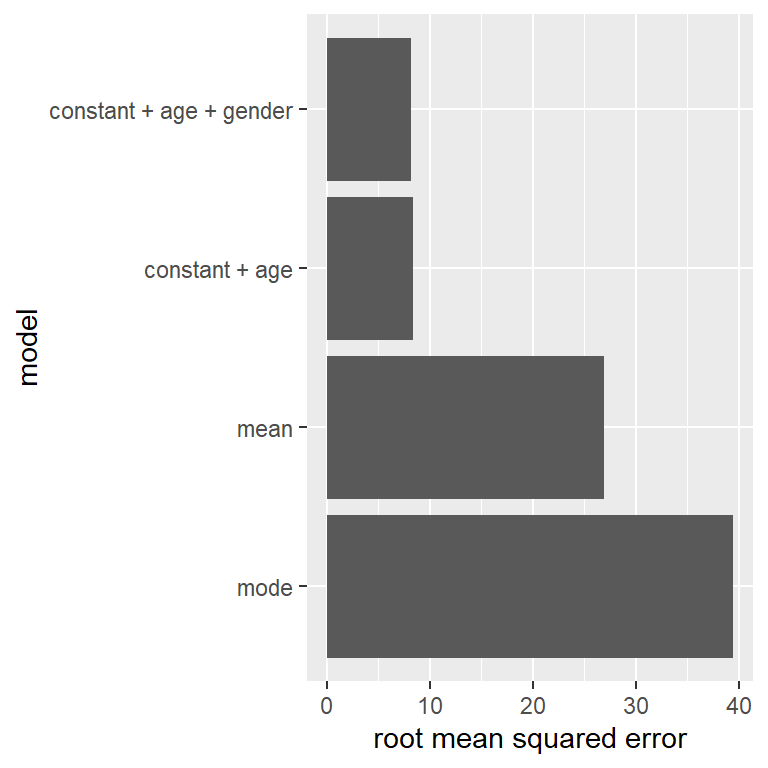 constant + age + gender
constant + age
mean
mode
model
0 10 20 30 40
root mean squared error